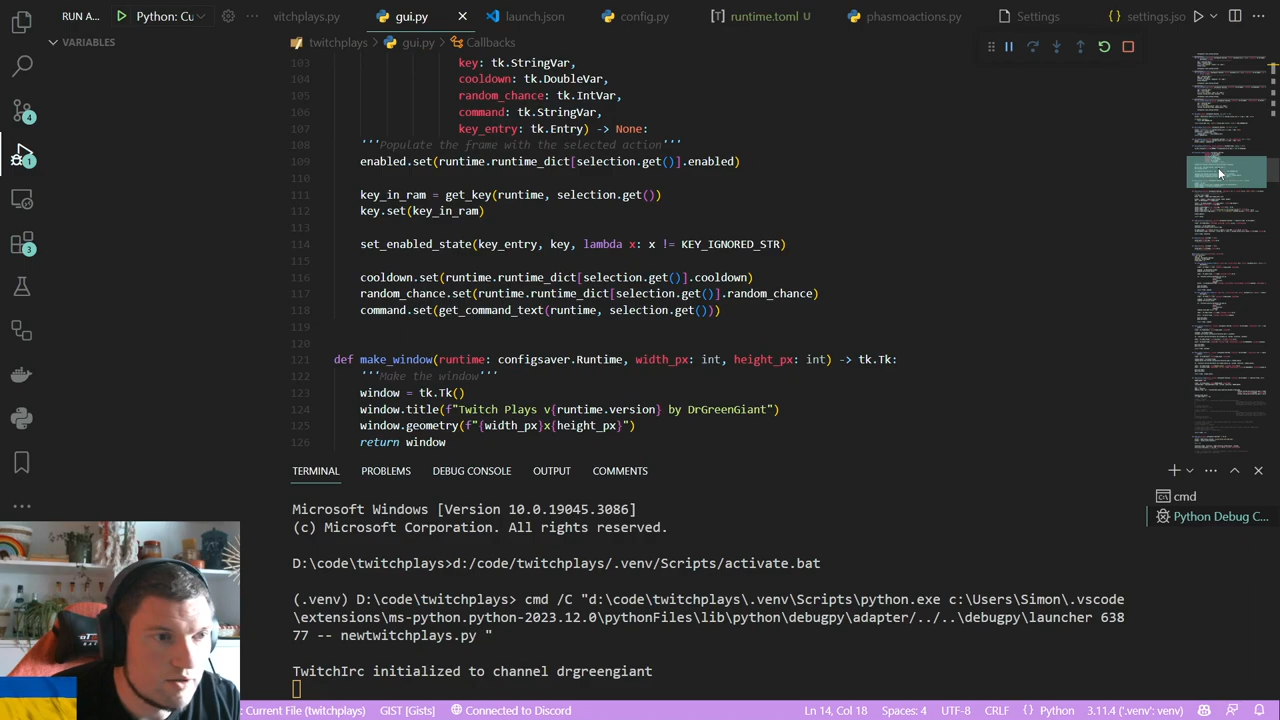 RUN A...
Python: Cu
vitchplays.py
gui.py
launch.json
config.py
runtime.toml U
phasmoactions.py
Settings
settings.jso
VARIABLES
twitchplays > gui.py > Callbacks
103 key: tk.StringVar,
104 cooldown: tk.DoubleVar,
105 random_chance: tk.IntVar,
106 command: tk.StringVar,
107 key_entry: tk.Entry) -> None:
108 '''Populate the frame from the selection'''
109 enabled.set(runtime.runtime_dict[selection.get()].enabled)
110
111 key_in_ram = get_key(runtime, selection.get())
112 key.set(key_in_ram)
113
114 set_enabled_state(key_entry, key, lambda x: x != KEY_IGNORED_STR)
115
116 cooldown.set(runtime.runtime_dict[selection.get()].cooldown)
117 random_chance.set(runtime.runtime_dict[selection.get()].random_chance)
118 command.set(get_command_text(runtime, selection.get()))
119
120
121 def make_window(runtime: configsaver.runtime, width_px: int, height_px: int) -> tk.Tk:
122 '''Make the window'''
123 window = tk.Tk()
124 window.title(f"TwitchPlays v{runtime.version} by DrGreenGiant")
125 window.geometry(f"{width_px}x{height_px}")
126 return window
TERMINAL
PROBLEMS
DEBUG CONSOLE
OUTPUT
COMMENTS
cmd
Python Debug C...
Microsoft Windows [Version 10.0.19045.3086]
(c) Microsoft Corporation. All rights reserved.
D:\code\twitchplays>d:/code/twitchplays/.venv/Scripts/activate.bat
(.venv) D:\code\twitchplays> cmd /C "d:\code\twitchplays\.venv\Scripts\python.exe c:\Users\Simon\.vscode
\extensions\ms-python.python-2023.12.0\pythonFiles\lib\python\debugpy\adapter/../..\debugpy\launcher 638
77 -- newtwitchplays.py "
TwitchIrc initialized to channel drgreengiant
4
1
3
: Current File (twitchplays)
GIST [Gists]
Connected to Discord
Ln 14, Col 18
Spaces: 4
UTF-8
CRLF
Python
3.11.4 ('.venv': venv)